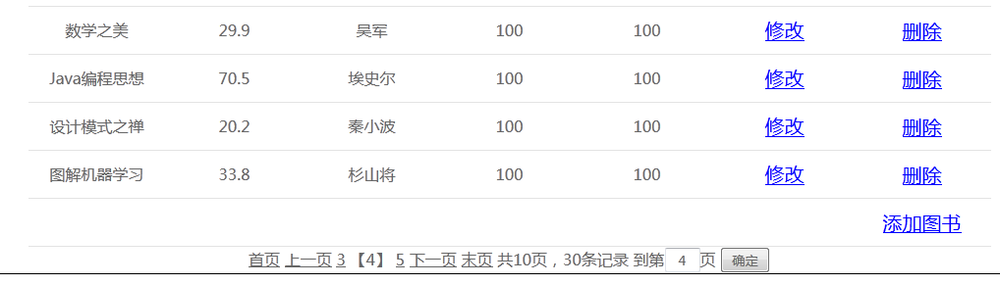 数学之美 29.9 吴军 100 100 修改 删除
Java编程思想 70.5 埃史尔 100 100 修改 删除
设计模式之禅 20.2 秦小波 100 100 修改 删除
图解机器学习 33.8 杉山将 100 100 修改 删除
添加图书
首页 上一页 3 【4】 5 下一页 末页 共10页，30条记录 到第 4 页 确定